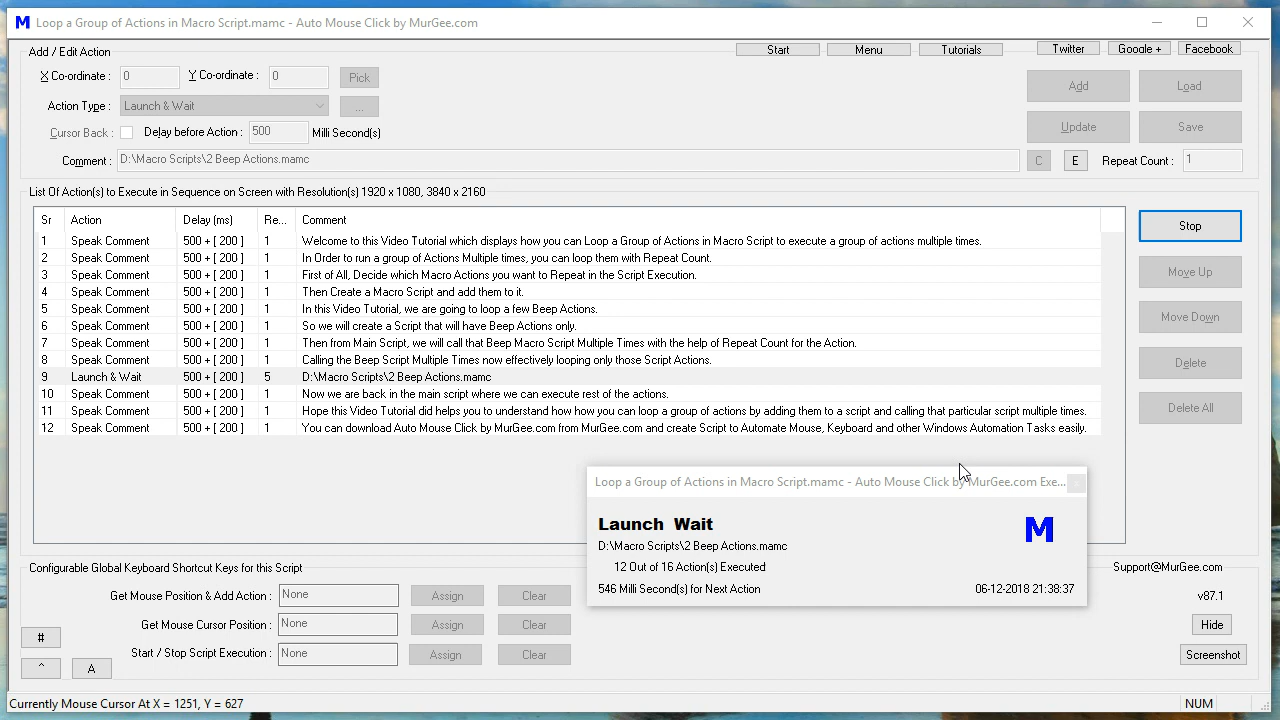 M Loop a Group of Actions in Macro Script.mamc - Auto Mouse Click by MurGee.com
Add / Edit Action
Start
Menu
Tutorials
Twitter
Google +
Facebook
X Co-ordinate :
0
Y Co-ordinate :
0
Pick
Add
Load
Action Type :
Launch & Wait
...
Cursor Back :
Delay before Action :
500
Milli Second(s)
Update
Save
Comment :
D:\Macro Scripts\2 Beep Actions.mamc
C
E
Repeat Count :
1
List Of Action(s) to Execute in Sequence on Screen with Resolution(s) 1920 x 1080, 3840 x 2160
Sr Action Delay (ms) Re... Comment
1 Speak Comment 500 + [ 200 ] 1 Welcome to this Video Tutorial which displays how you can Loop a Group of Actions in Macro Script to execute a group of actions multiple times.
2 Speak Comment 500 + [ 200 ] 1 In Order to run a group of Actions Multiple times, you can loop them with Repeat Count.
3 Speak Comment 500 + [ 200 ] 1 First of All, Decide which Macro Actions you want to Repeat in the Script Execution.
4 Speak Comment 500 + [ 200 ] 1 Then Create a Macro Script and add them to it.
5 Speak Comment 500 + [ 200 ] 1 In this Video Tutorial, we are going to loop a few Beep Actions.
6 Speak Comment 500 + [ 200 ] 1 So we will create a Script that will have Beep Actions only.
7 Speak Comment 500 + [ 200 ] 1 Then from Main Script, we will call that Beep Macro Script Multiple Times with the help of Repeat Count for the Action.
8 Speak Comment 500 + [ 200 ] 1 Calling the Beep Script Multiple Times now effectively looping only those Script Actions.
9 Launch & Wait 500 + [ 200 ] 5 D:\Macro Scripts\2 Beep Actions.mamc
10 Speak Comment 500 + [ 200 ] 1 Now we are back in the main script where we can execute rest of the actions.
11 Speak Comment 500 + [ 200 ] 1 Hope this Video Tutorial did helps you to understand how how you can loop a group of actions by adding them to a script and calling that particular script multiple times.
12 Speak Comment 500 + [ 200 ] 1 You can download Auto Mouse Click by MurGee.com from MurGee.com and create Script to Automate Mouse, Keyboard and other Windows Automation Tasks easily.
Stop
Move Up
Move Down
Delete
Delete All
Loop a Group of Actions in Macro Script.mamc - Auto Mouse Click by MurGee.com Exe...
Launch Wait
M
D:\Macro Scripts\2 Beep Actions.mamc
12 Out of 16 Action(s) Executed
546 Milli Second(s) for Next Action
06-12-2018 21:38:37
Configurable Global Keyboard Shortcut Keys for this Script
Support@MurGee.com
Get Mouse Position & Add Action :
None
Assign
Clear
v87.1
Get Mouse Cursor Position :
None
Assign
Clear
Hide
#
Start / Stop Script Execution :
None
Assign
Clear
Screenshot
^
A
Currently Mouse Cursor At X = 1251, Y = 627
NUM